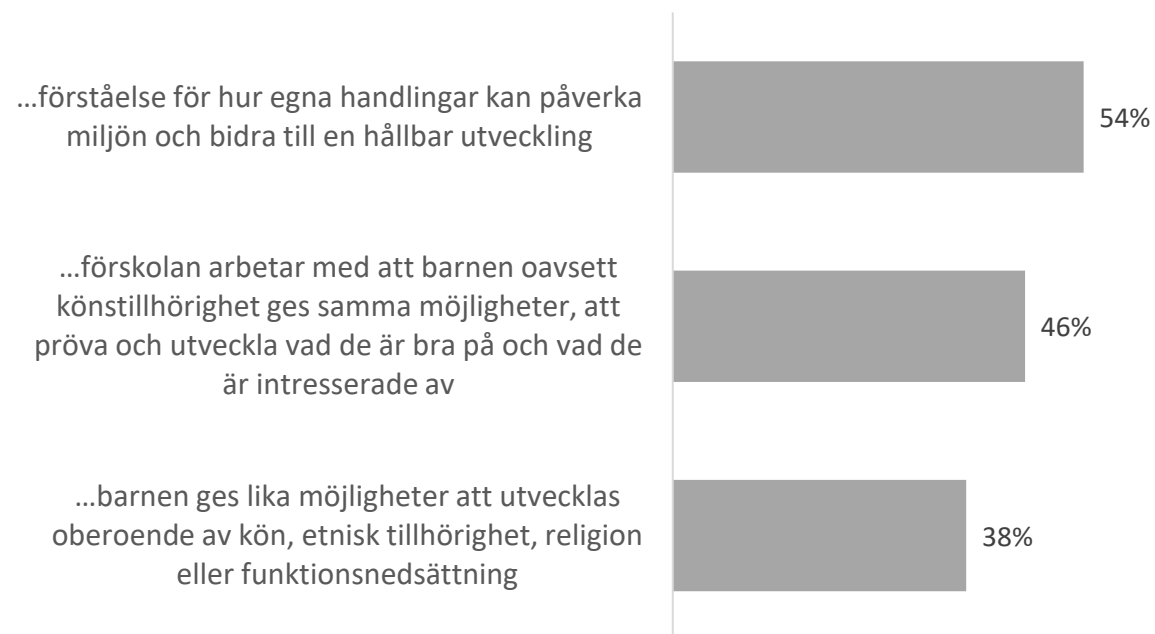 ...förståelse för hur egna handlingar kan påverka
miljön och bidra till en hållbar utveckling
54%
...förskolan arbetar med att barnen oavsett
könstillhörighet ges samma möjligheter, att
pröva och utveckla vad de är bra på och vad de
är intresserade av
46%
...barnen ges lika möjligheter att utvecklas
oberoende av kön, etnisk tillhörighet, religion
eller funktionsnedsättning
38%